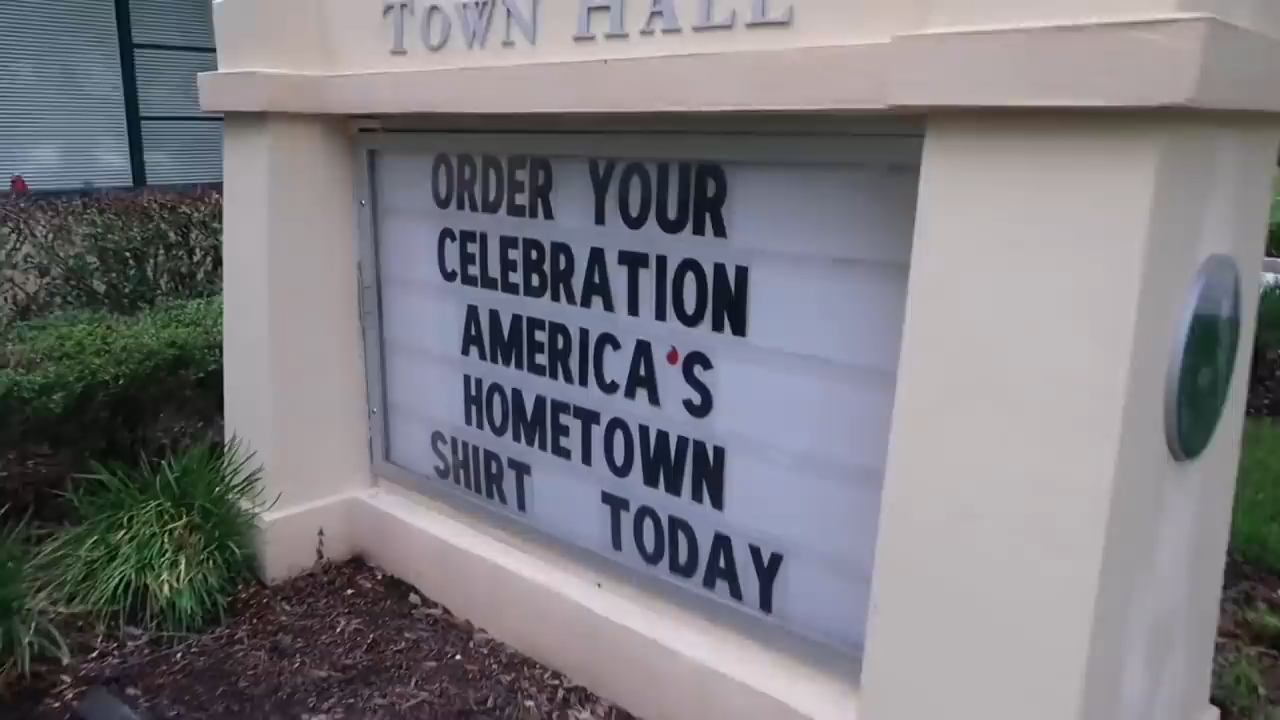 TOWN HALL
ORDER YOUR
CELEBRATION
AMERICA'S
HOMETOWN
SHIRT TODAY